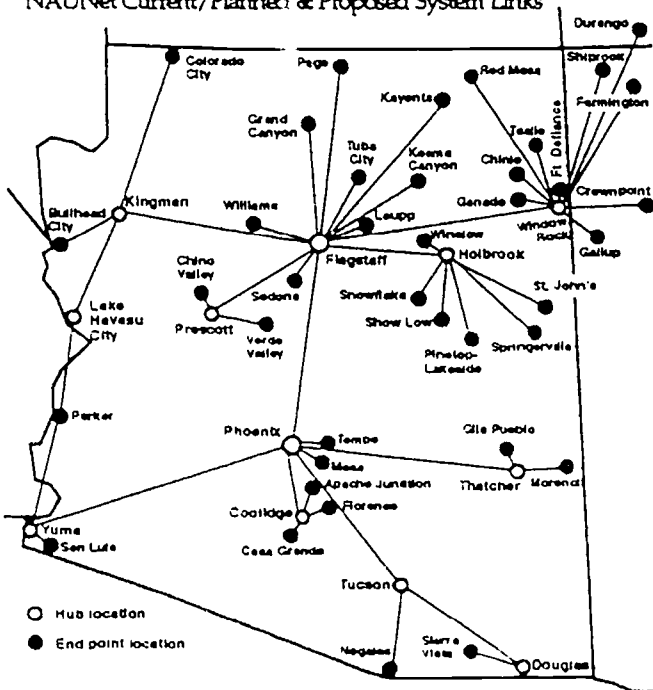 NAUNet Current/Planned & Proposed System Links
Durango
Colorado
City
Page
Red Mesa
Shiprock
Kayenta
Farmington
Grand
Canyon
Tuba
City
Keams
Canyon
Teelie
Ft. Defiance
Chinle
Kingman
Williams
Leupp
Ganado
Crownpoint
Bullhead
City
Winslow
Window
Rock
Gallup
Flagstaff
Holbrook
Chino
Valley
Sedona
Snowflake
St. John's
Lake
Havasu
City
Prescott
Verde
Valley
Show Low
Pinetop-
Lakeside
Springerville
Parker
Phoenix
Tempe
Gila Pueblo
Mesa
Thatcher
Morenci
Apache Junction
Coolidge
Florence
Yuma
San Luis
Casa Grande
Tucson
Hub location
End point location
Nogales
Sierra
Vista
Douglas